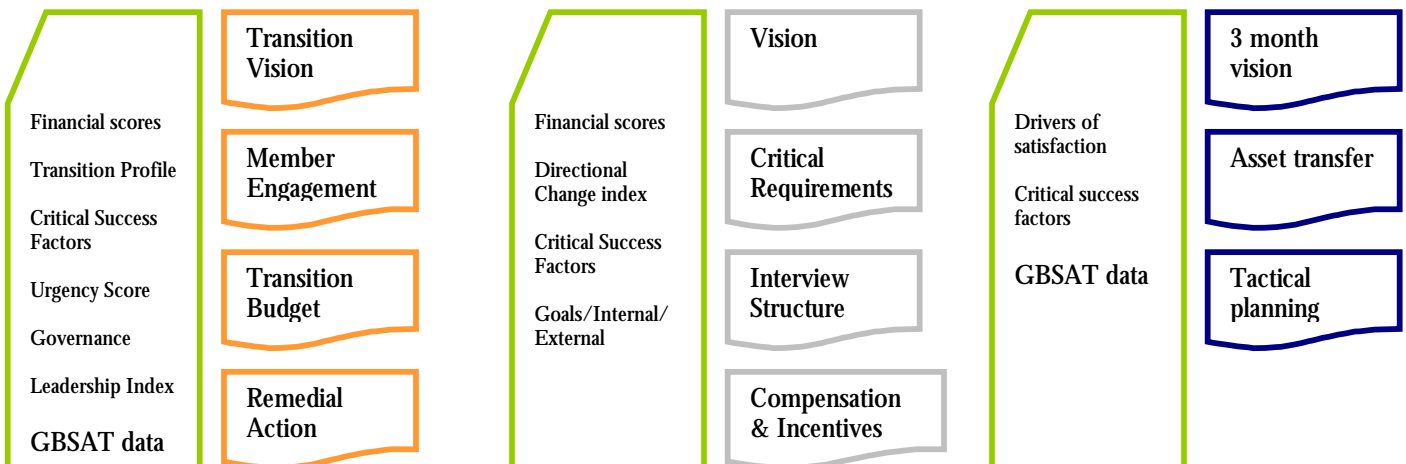 Financial scores
Transition Profile
Critical Success
Factors
Urgency Score
Governance
Leadership Index
GBSAT data
Transition
Vision
Member
Engagement
Transition
Budget
Remedial
Action
Financial scores
Directional
Change index
Critical Success
Factors
Goals/Internal/
External
Vision
Critical
Requirements
Interview
Structure
Compensation
& Incentives
Drivers of
satisfaction
Critical success
factors
GBSAT data
3 month
vision
Asset transfer
Tactical
planning